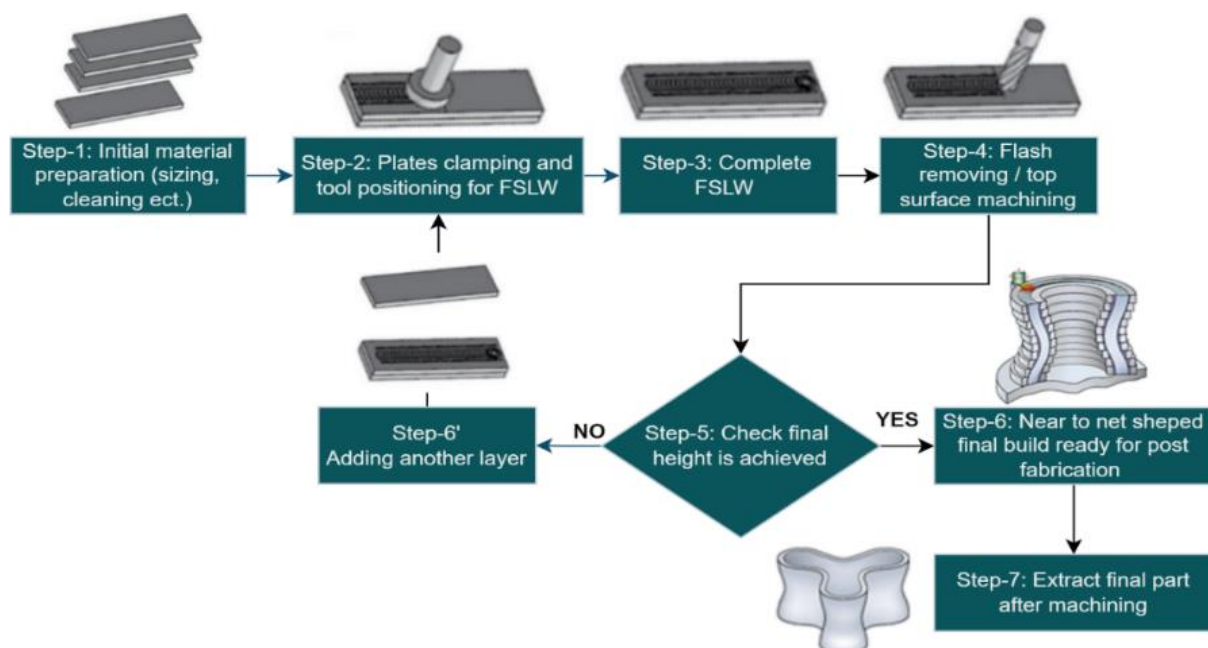 Step-1: Initial material
preparation (sizing,
cleaning ect.)
Step-2: Plates clamping and
tool positioning for FSLW
Step-3: Complete
FSLW
Step-4: Flash
removing / top
surface machining
Step-5: Check final
height is achieved
NO
YES
Step-6'
Adding another layer
Step-6: Near to net sheped
final build ready for post
fabrication
Step-7: Extract final part
after machining